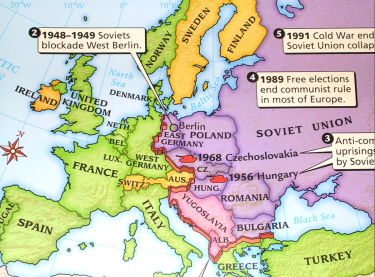 2 1948–1949 Soviets
blockade West Berlin.
NORWAY
SWEDEN
FINLAND
5 1991 Cold War end
Soviet Union collap
North
Sea
4 1989 Free elections
end communist rule
in most of Europe.
IRELAND
UNITED
KINGDOM
DENMARK
Baltic Sea
Berlin
NETH.
EAST
GERMANY
POLAND
SOVIET UNION
3 Anti-com
uprisings
by Sovie
BEL.
LUX.
WEST
GERMANY
1968 Czechoslovakia
CZ.
FRANCE
SWITZ.
AUS.
HUNG.
1956 Hungary
ROMANIA
YUGOSLAVIA
ITALY
Black Sea
BULGARIA
SPAIN
ALB.
GREECE
TURKEY